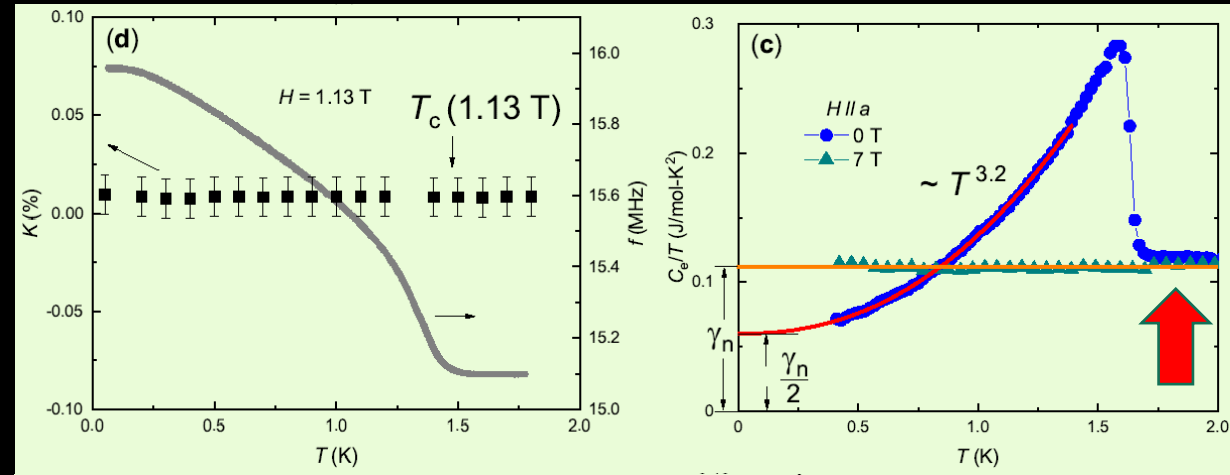 (d)
H = 1.13 T
T_c (1.13 T)
K (%)
0.10
0.05
0.00
-0.05
-0.10
0.0 0.5 1.0 1.5 2.0
T (K)
16.0
15.8
15.6
15.4
15.2
15.0
f (MHz)
(c)
H // a
0 T
7 T
~ T^3.2
C_e/T (J/mol-K²)
0.3
0.2
0.1
0
γ_n
γ_n
2
0 0.5 1.0 1.5 2.0
T (K)